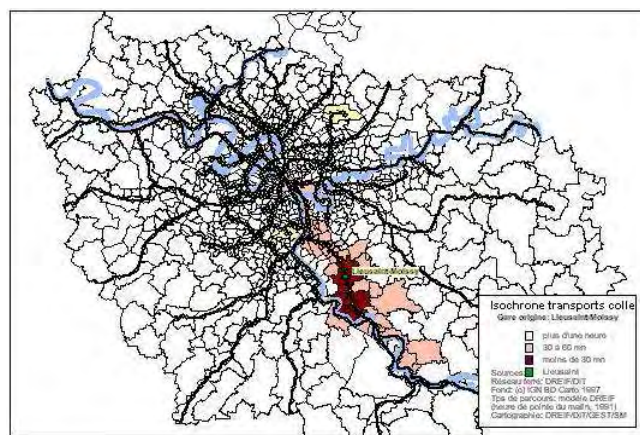 Lieusaint-Moissy
Isochrone transports colle
Gare origine: Lieusaint-Moissy
plus d'une heure
30 à 60 mn
moins de 30 mn
Lieusaint
Sources:
Réseau ferré: DREIF/DIT
Fond: (c) IGN BD Carto 1997
Tps de parcours: modèle DREIF
(heure de pointe du matin, 1991)
Cartographie: DREIF/DIT/GEST/SM